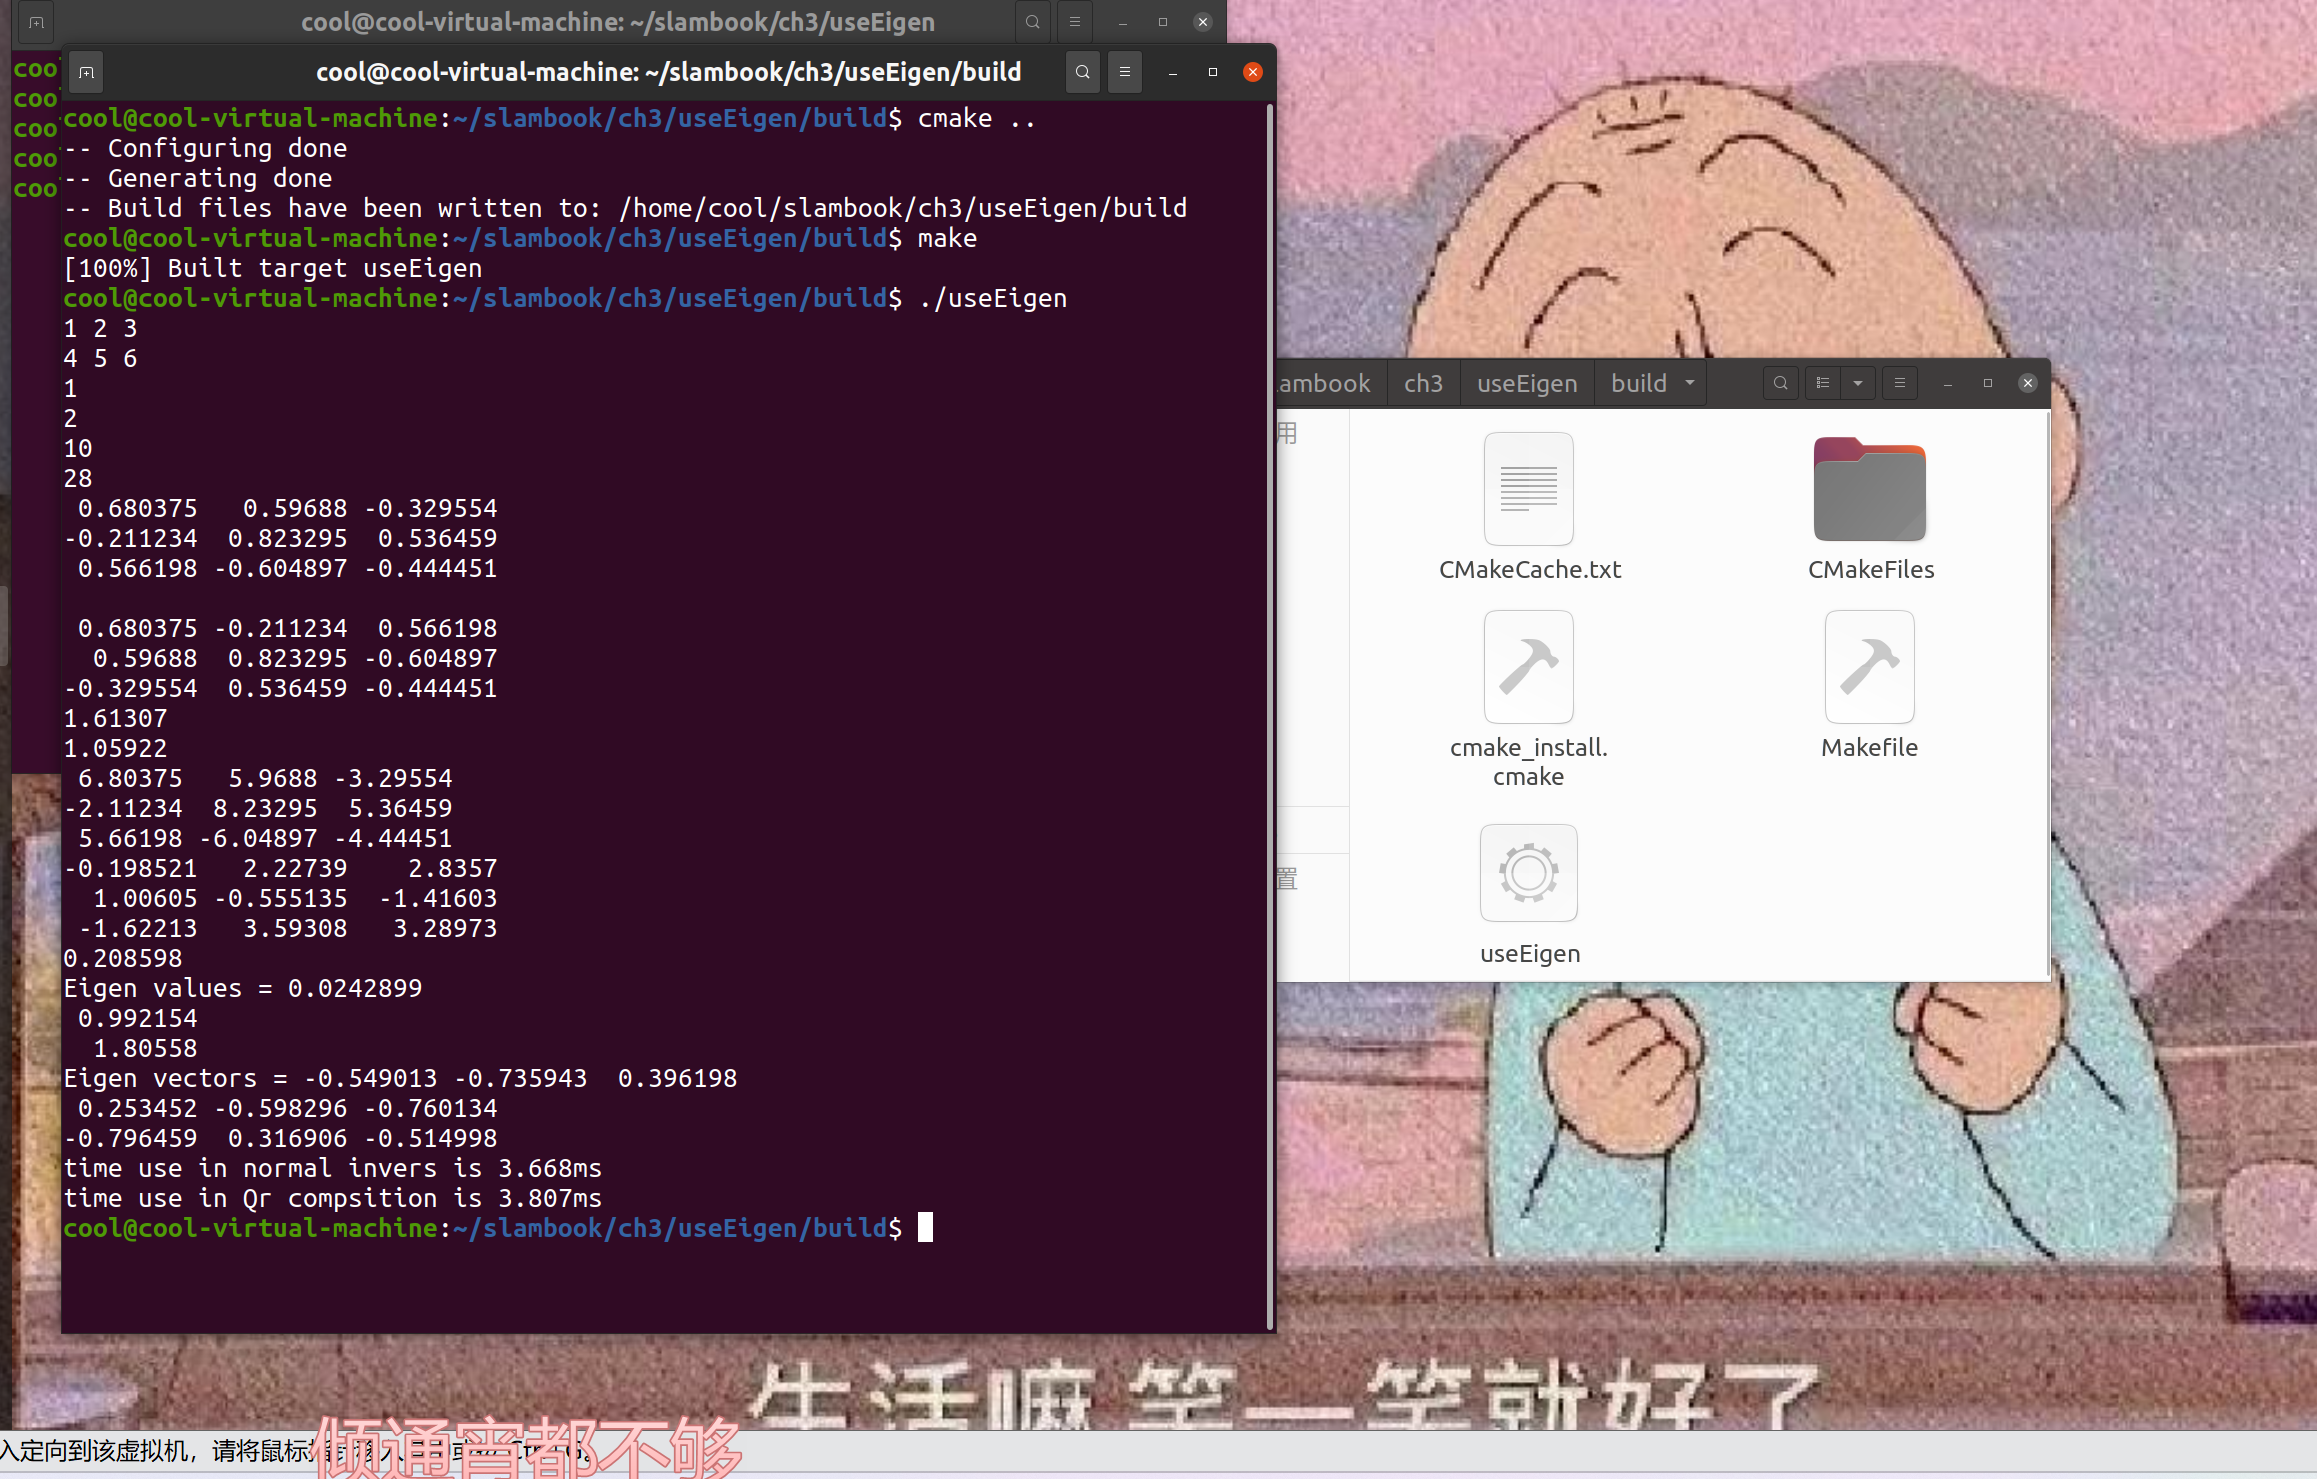 cool@cool-virtual-machine: ~/slambook/ch3/useEigen
coo
coo
coo
coo
coo
cool@cool-virtual-machine: ~/slambook/ch3/useEigen/build
cool@cool-virtual-machine:~/slambook/ch3/useEigen/build$ cmake ..
-- Configuring done
-- Generating done
-- Build files have been written to: /home/cool/slambook/ch3/useEigen/build
cool@cool-virtual-machine:~/slambook/ch3/useEigen/build$ make
[100%] Built target useEigen
cool@cool-virtual-machine:~/slambook/ch3/useEigen/build$ ./useEigen
1 2 3
4 5 6
1
2
10
28
 0.680375   0.59688 -0.329554
-0.211234  0.823295  0.536459
 0.566198 -0.604897 -0.444451

 0.680375 -0.211234  0.566198
  0.59688  0.823295 -0.604897
-0.329554  0.536459 -0.444451
1.61307
1.05922
 6.80375   5.9688 -3.29554
-2.11234  8.23295  5.36459
 5.66198 -6.04897 -4.44451
-0.198521   2.22739    2.8357
  1.00605 -0.555135  -1.41603
 -1.62213   3.59308   3.28973
0.208598
Eigen values = 0.0242899
 0.992154
  1.80558
Eigen vectors = -0.549013 -0.735943  0.396198
 0.253452 -0.598296 -0.760134
-0.796459  0.316906 -0.514998
time use in normal invers is 3.668ms
time use in Qr compsition is 3.807ms
cool@cool-virtual-machine:~/slambook/ch3/useEigen/build$
ambook ch3 useEigen build
用
置
CMakeCache.txt
CMakeFiles
cmake_install.
cmake
Makefile
useEigen
生活嘛 笑一笑就好了
倾通宵都不够
入定向到该虚拟机，请将鼠标